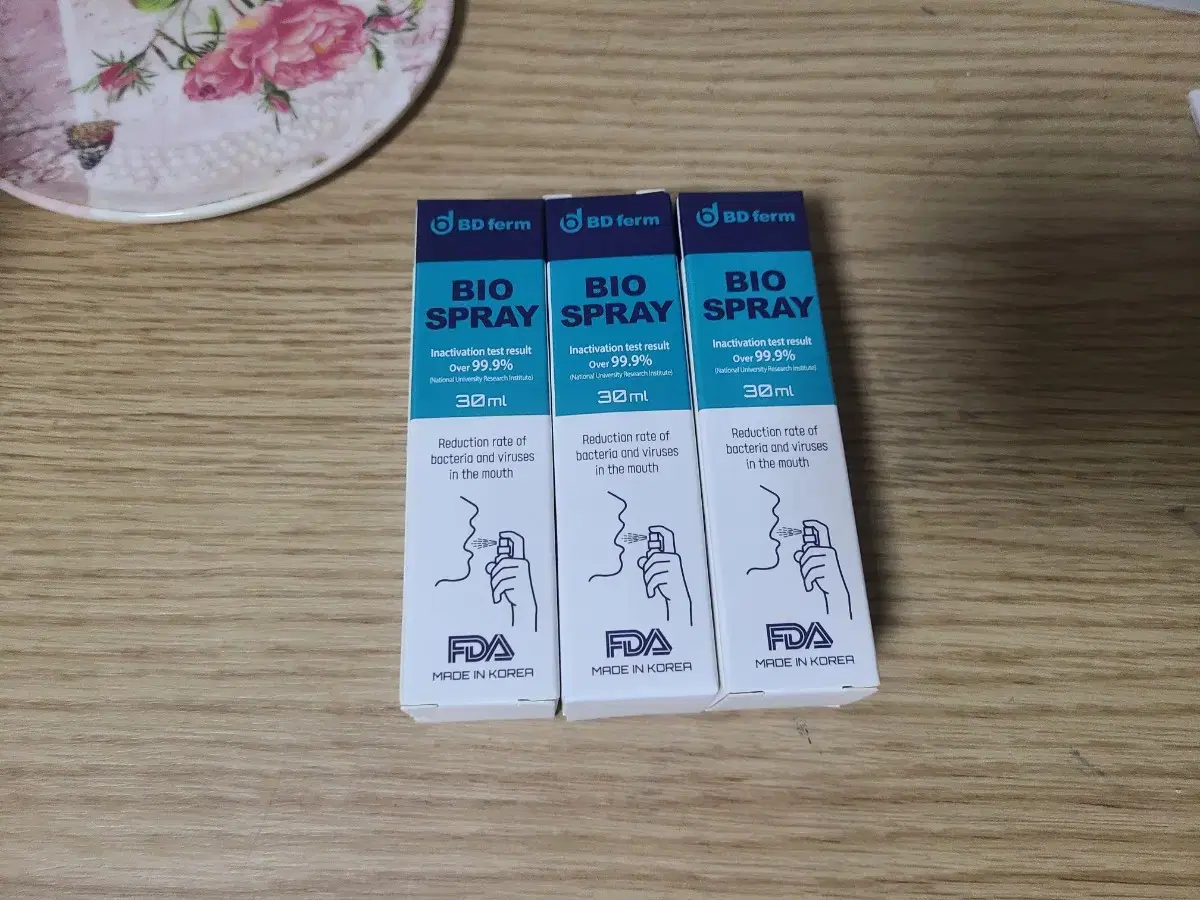 BD ferm
BIO
SPRAY
Inactivation test result
Over 99.9%
(National University Research Institute)
30ml
Reduction rate of
bacteria and viruses
in the mouth
FDA
MADE IN KOREA
BD ferm
BIO
SPRAY
Inactivation test result
Over 99.9%
(National University Research Institute)
30ml
Reduction rate of
bacteria and viruses
in the mouth
FDA
MADE IN KOREA
BD ferm
BIO
SPRAY
Inactivation test result
Over 99.9%
(National University Research Institute)
30ml
Reduction rate of
bacteria and viruses
in the mouth
FDA
MADE IN KOREA